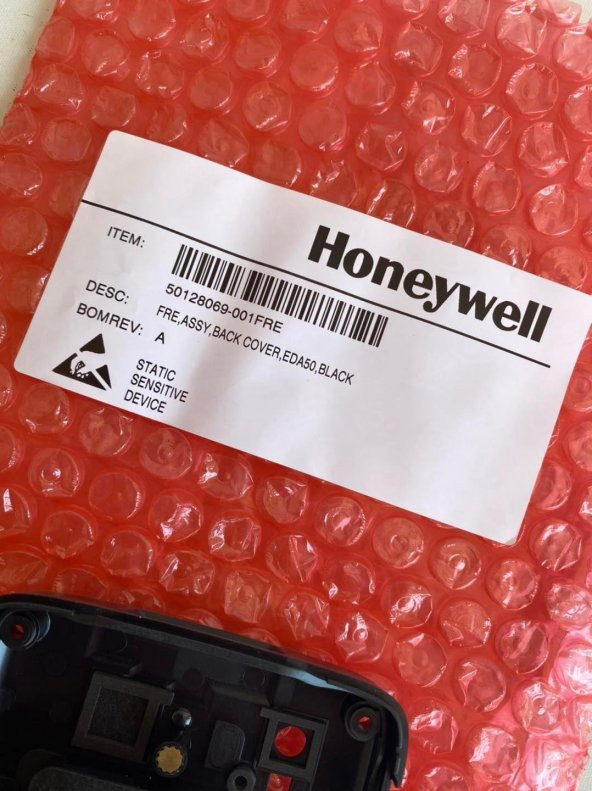 Honeywell
ITEM:
50128069-001FRE
DESC: FRE,ASSY,BACK COVER,EDA50,BLACK
BOMREV: A
STATIC
SENSITIVE
DEVICE